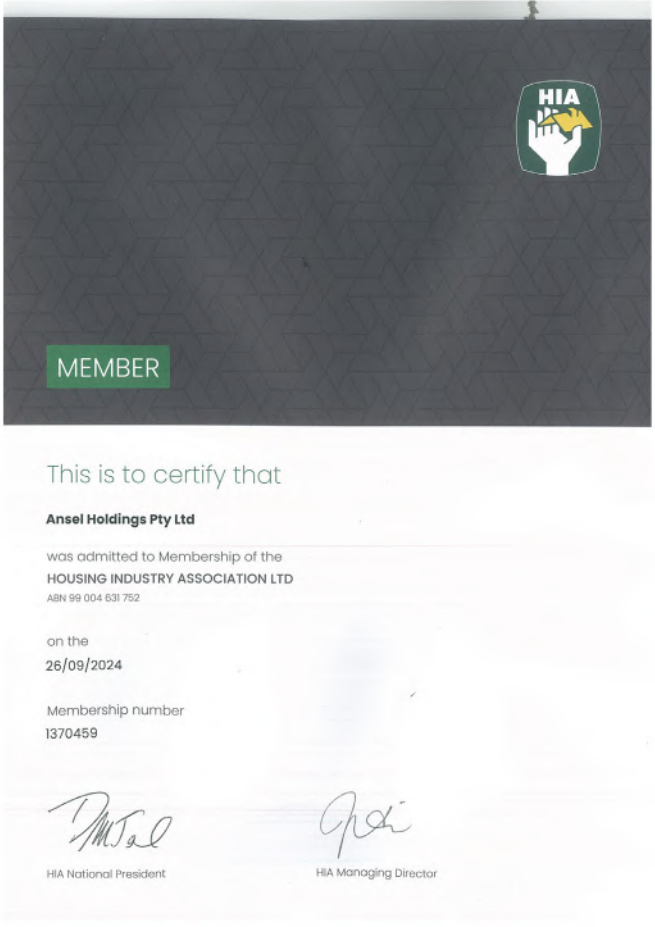 HIA
MEMBER
This is to certify that
Ansel Holdings Pty Ltd
was admitted to Membership of the
HOUSING INDUSTRY ASSOCIATION LTD
ABN 99 004 631 752
on the
26/09/2024
Membership number
1370459
HIA National President
HIA Managing Director